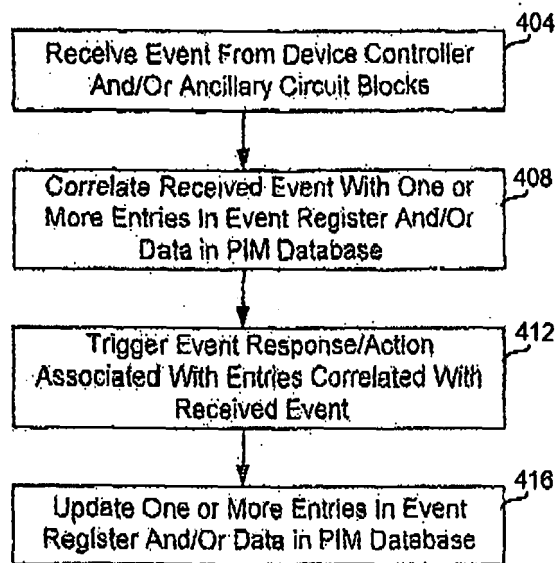 404
Receive Event From Device Controller
And/Or Ancillary Circuit Blocks
408
Correlate Received Event With One or
More Entries In Event Register And/Or
Data in PIM Database
412
Trigger Event Response/Action
Associated With Entries Correlated With
Received Event
416
Update One or More Entries In Event
Register And/Or Data in PIM Database